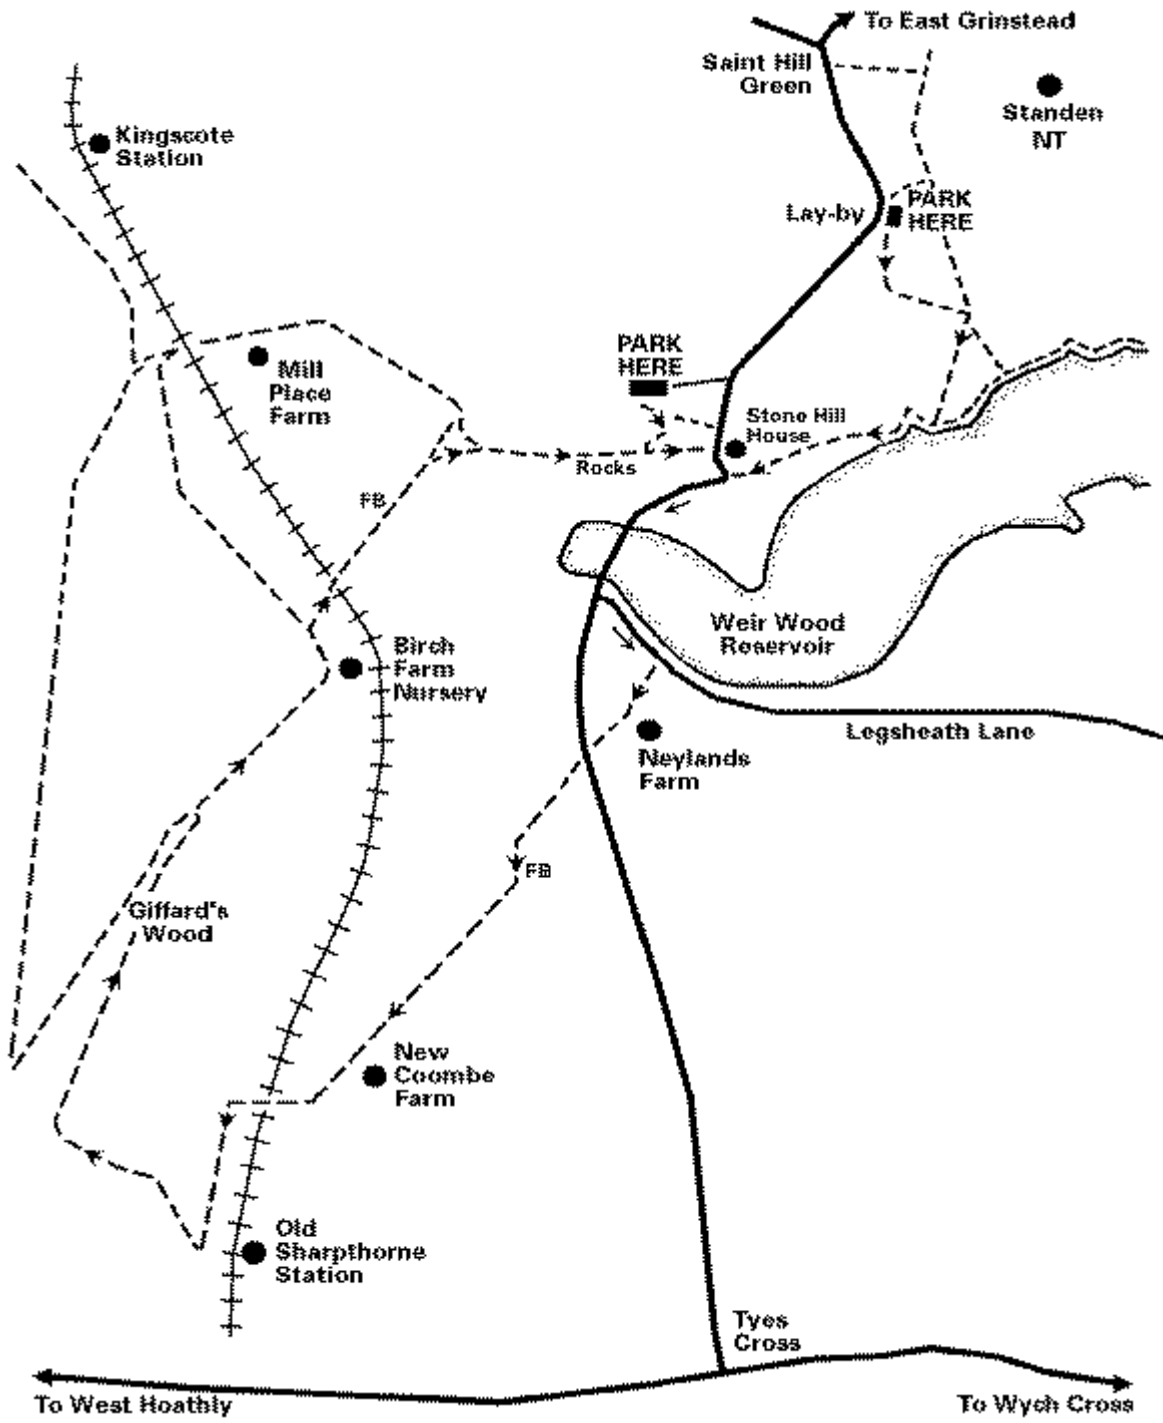 To East Grinstead
Saint Hill
Green
Standen
NT
Kingscote
Station
Lay-by
PARK
HERE
PARK
HERE
Mill
Place
Farm
Stone Hill
House
Rocks
FB
Weir Wood
Reservoir
Birch
Farm
Nursery
Legsheath Lane
Neylands
Farm
FB
Giffard's
Wood
New
Coombe
Farm
Old
Sharpthorne
Station
Tyes
Cross
To West Hoathly
To Wych Cross